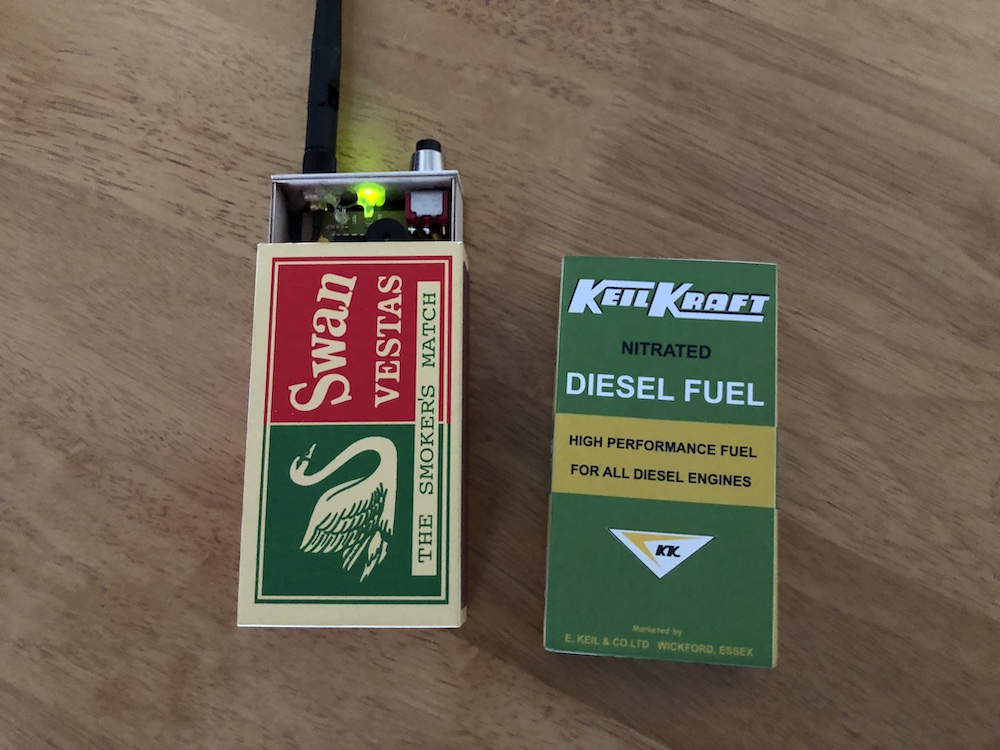 Swan
VESTAS
THE SMOKER'S MATCH
KEILKRAFT
NITRATED
DIESEL FUEL
HIGH PERFORMANCE FUEL
FOR ALL DIESEL ENGINES
KK.
Marketed by
E. KEIL & CO.LTD WICKFORD, ESSEX